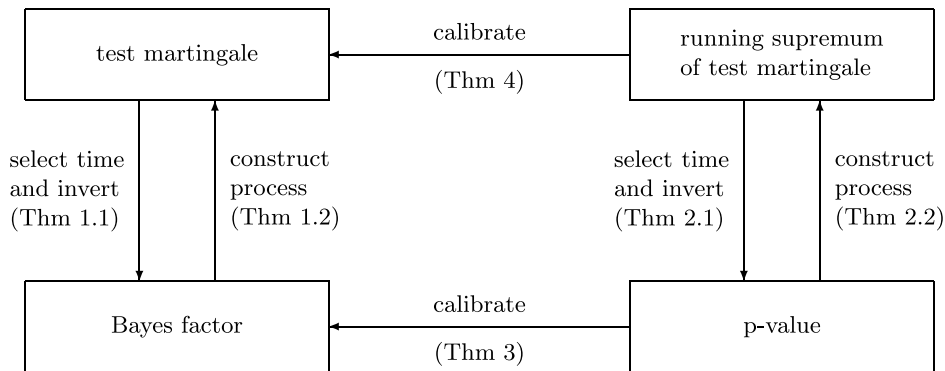 test martingale
calibrate
(Thm 4)
running supremum
of test martingale
select time
and invert
(Thm 1.1)
construct
process
(Thm 1.2)
select time
and invert
(Thm 2.1)
construct
process
(Thm 2.2)
Bayes factor
calibrate
(Thm 3)
p-value